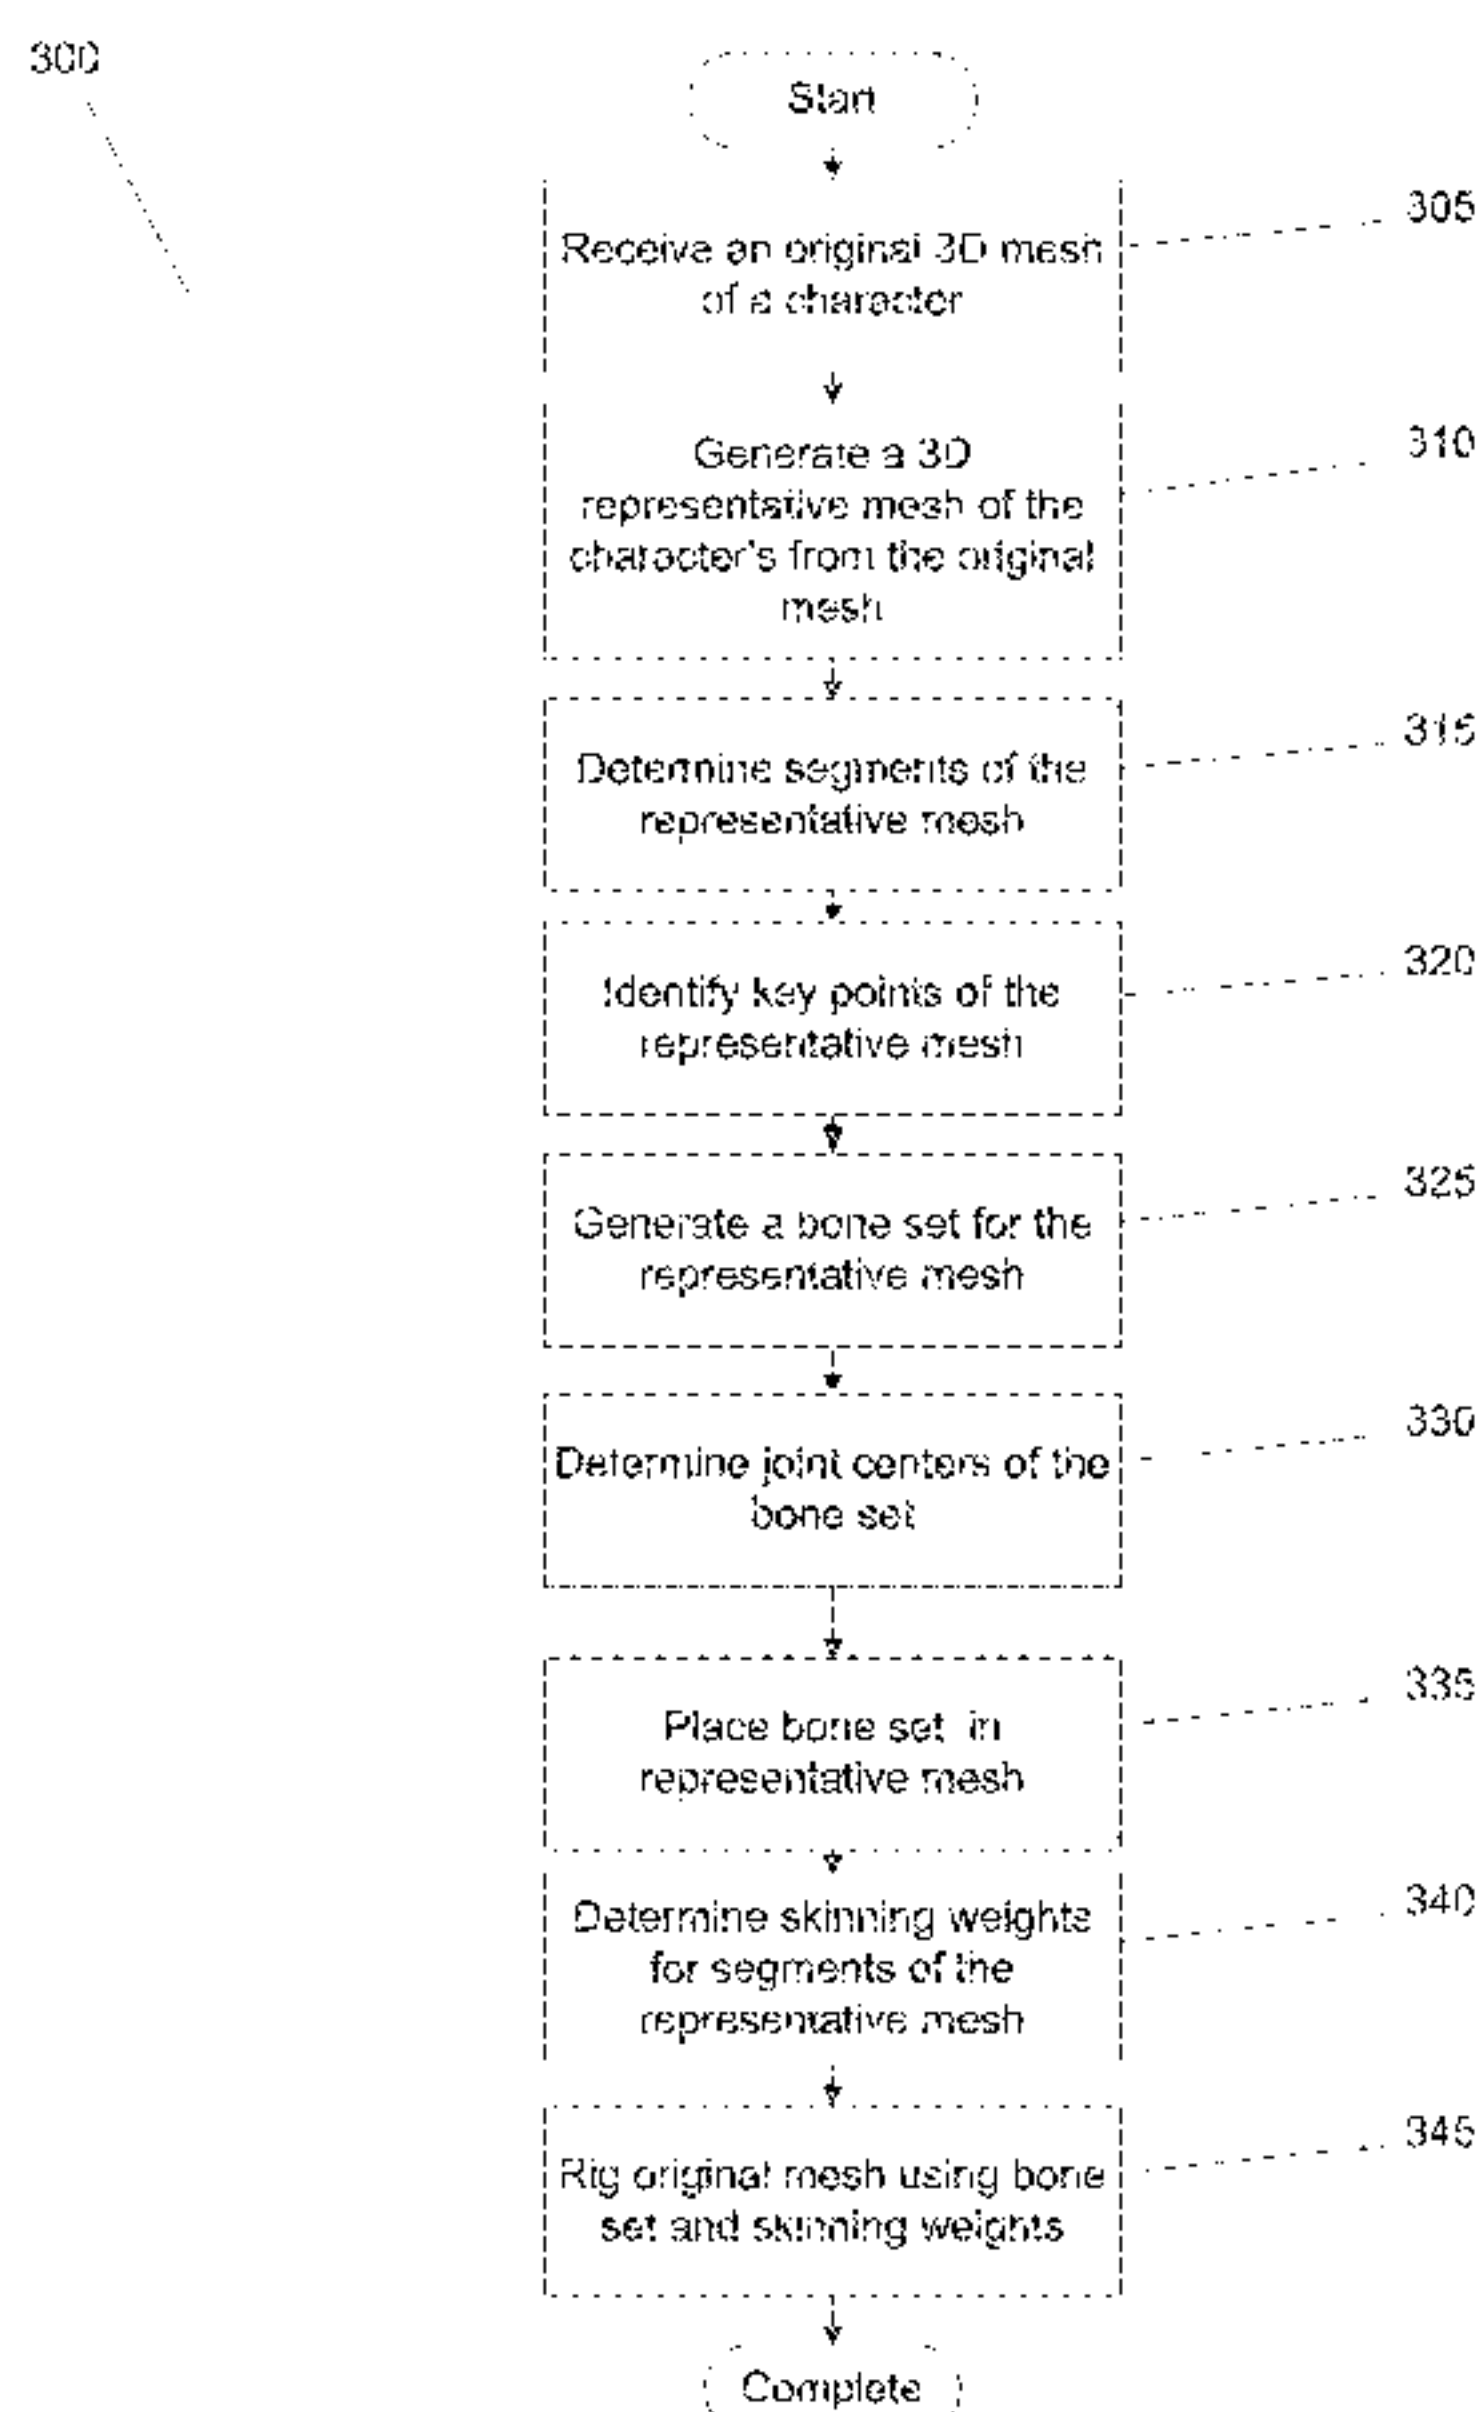 300
Start
305
Receive an original 3D mesh
of a character
310
Generate a 3D
representative mesh of the
character's from the original
mesh
315
Determine segments of the
representative mesh
320
Identify key points of the
representative mesh
325
Generate a bone set for the
representative mesh
330
Determine joint centers of the
bone set
335
Place bone set in
representative mesh
340
Determine skinning weights
for segments of the
representative mesh
345
Rig original mesh using bone
set and skinning weights
Complete